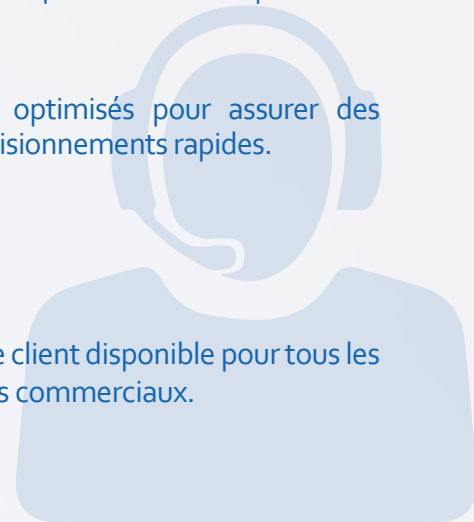 optimisés pour assurer des
isionnements rapides.
e client disponible pour tous les
s commerciaux.